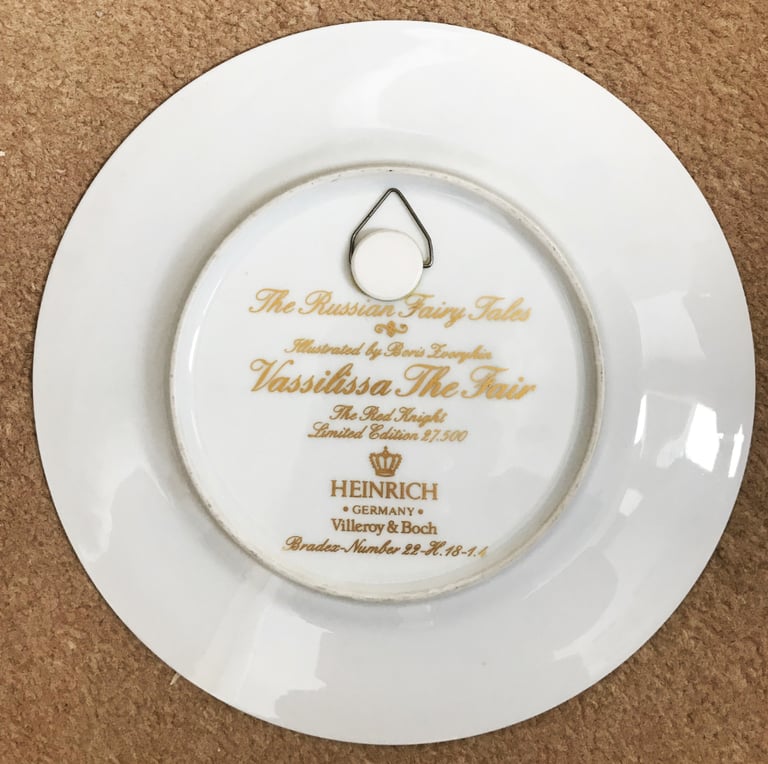 The Russian Fairy Tales
Illustrated by Boris Zvorykin
Vassilissa The Fair
The Red Knight
Limited Edition 27.500
HEINRICH
• GERMANY •
Villeroy & Boch
Bradex-Number 22-H.18-1.4